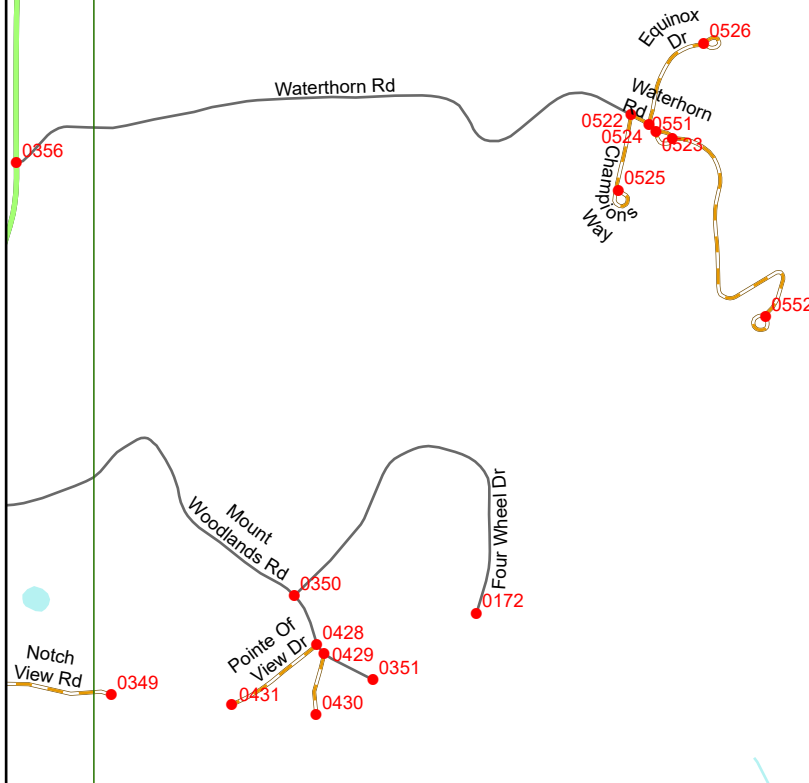 Equinox
Dr
0526
Waterthorn Rd
Waterhorn
Rd
0522
0551
0524
0523
0356
0525
Champions
Way
0552
Four Wheel Dr
Mount
Woodlands Rd
0350
0172
0428
Pointe Of
View Dr
0429
Notch
View Rd
0351
0349
0431
0430